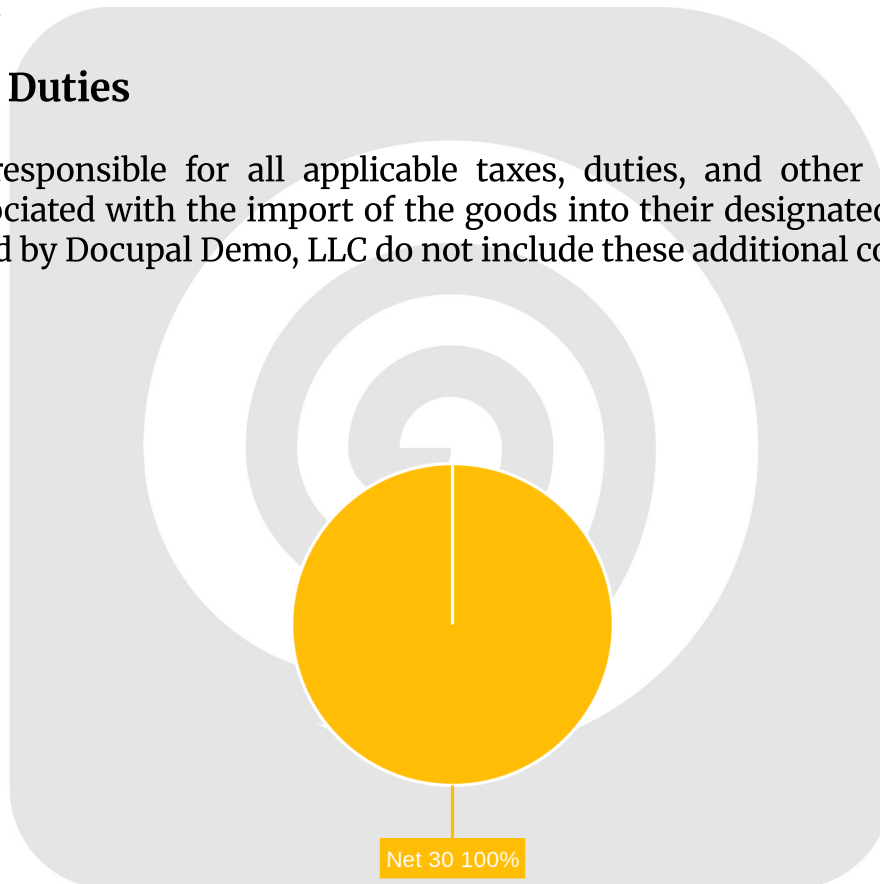 Duties
responsible for all applicable taxes, duties, and other
ociated with the import of the goods into their designated
d by Docupal Demo, LLC do not include these additional co
Net 30 100%